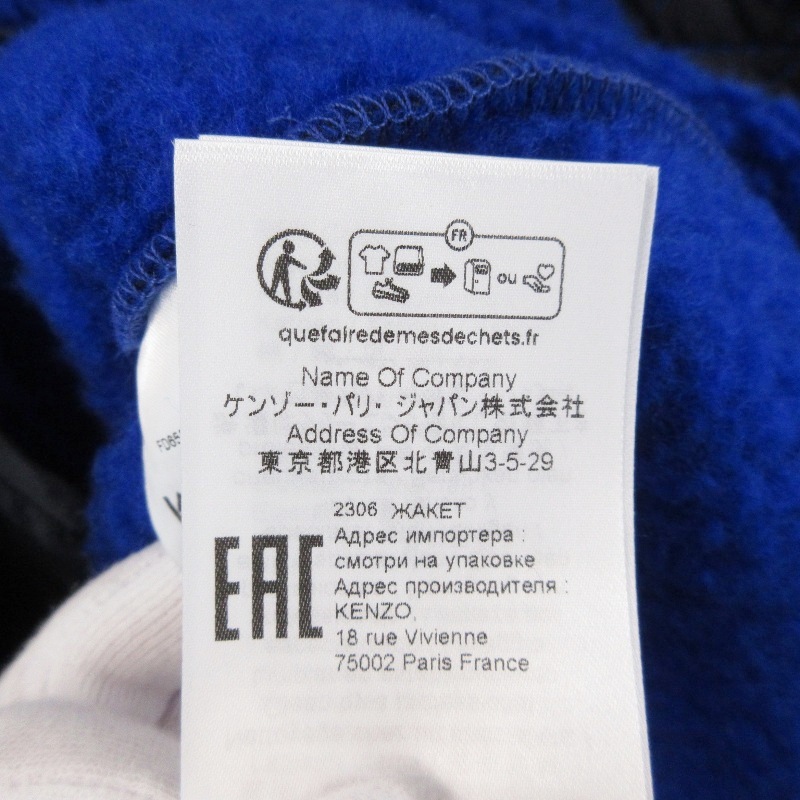 FR
ou
quefairedemesdechets.fr
Name Of Company
ケンゾー・パリ・ジャパン株式会社
Address Of Company
東京都港区北青山3-5-29
2306 ЖАКЕТ
Адрес импортера :
смотри на упаковке
Адрес производителя :
KENZO,
18 rue Vivienne
75002 Paris France
EAC